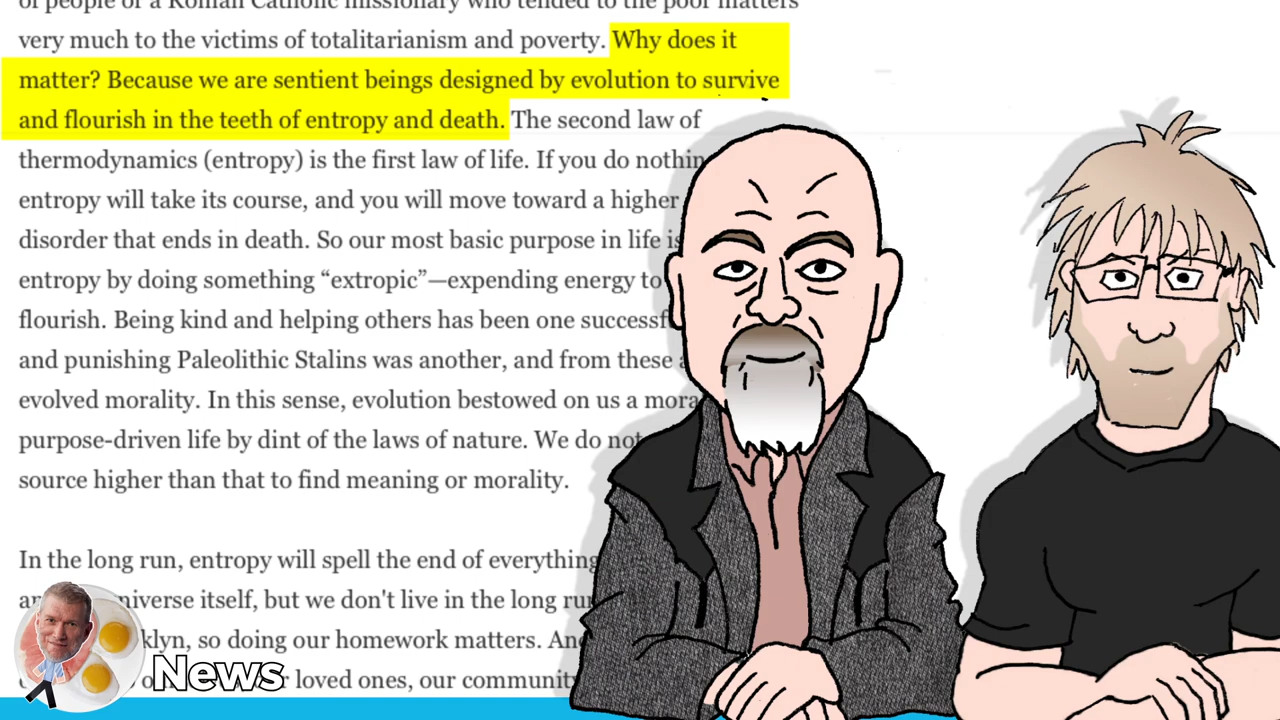 of people or a Roman Catholic missionary who tended to the poor matters
very much to the victims of totalitarianism and poverty. Why does it
matter? Because we are sentient beings designed by evolution to survive
and flourish in the teeth of entropy and death. The second law of
thermodynamics (entropy) is the first law of life. If you do nothin
entropy will take its course, and you will move toward a higher
disorder that ends in death. So our most basic purpose in life is
entropy by doing something “extropic”—expending energy to
flourish. Being kind and helping others has been one successf
and punishing Paleolithic Stalins was another, and from these a
evolved morality. In this sense, evolution bestowed on us a mora
purpose-driven life by dint of the laws of nature. We do not
source higher than that to find meaning or morality.
In the long run, entropy will spell the end of everything
niverse itself, but we don't live in the long run
klyn, so doing our homework matters. And
loved ones, our community
News